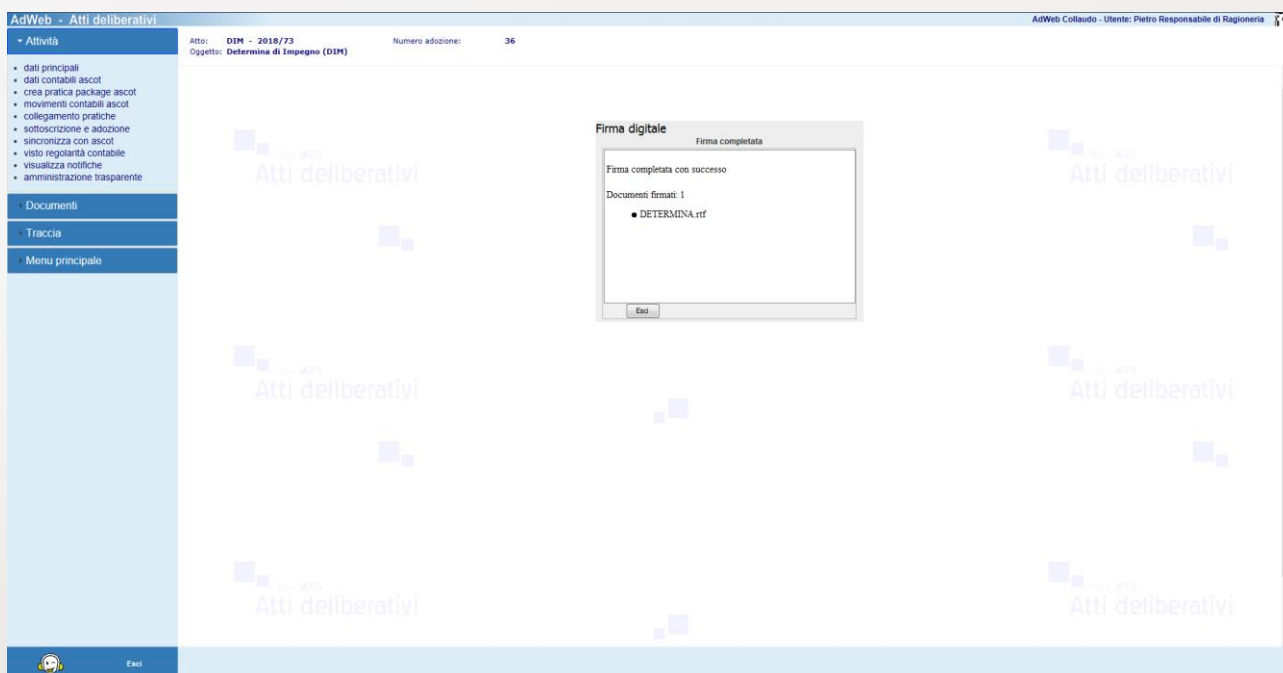 AdWeb - Atti deliberativi
AdWeb Collaudo - Utente: Pietro Responsabile di Ragioneria
Attività
Atto: DIM - 2018/73 Numero adozione: 36
Oggetto: Determina di Impegno (DIM)
dati principali
dati contabili ascot
crea pratica package ascot
movimenti contabili ascot
collegamento pratiche
sottoscrizione e adozione
sincronizza con ascot
visto regolarità contabile
visualizza notifiche
amministrazione trasparente
Documenti
Traccia
Menu principale
Firma digitale
Firma completata
Firma completata con successo
Documenti firmati: 1
DETERMINA.rtf
Esci
Atti deliberativi
Atti deliberativi
Atti deliberativi
Atti deliberativi
Atti deliberativi
Atti deliberativi
Esci